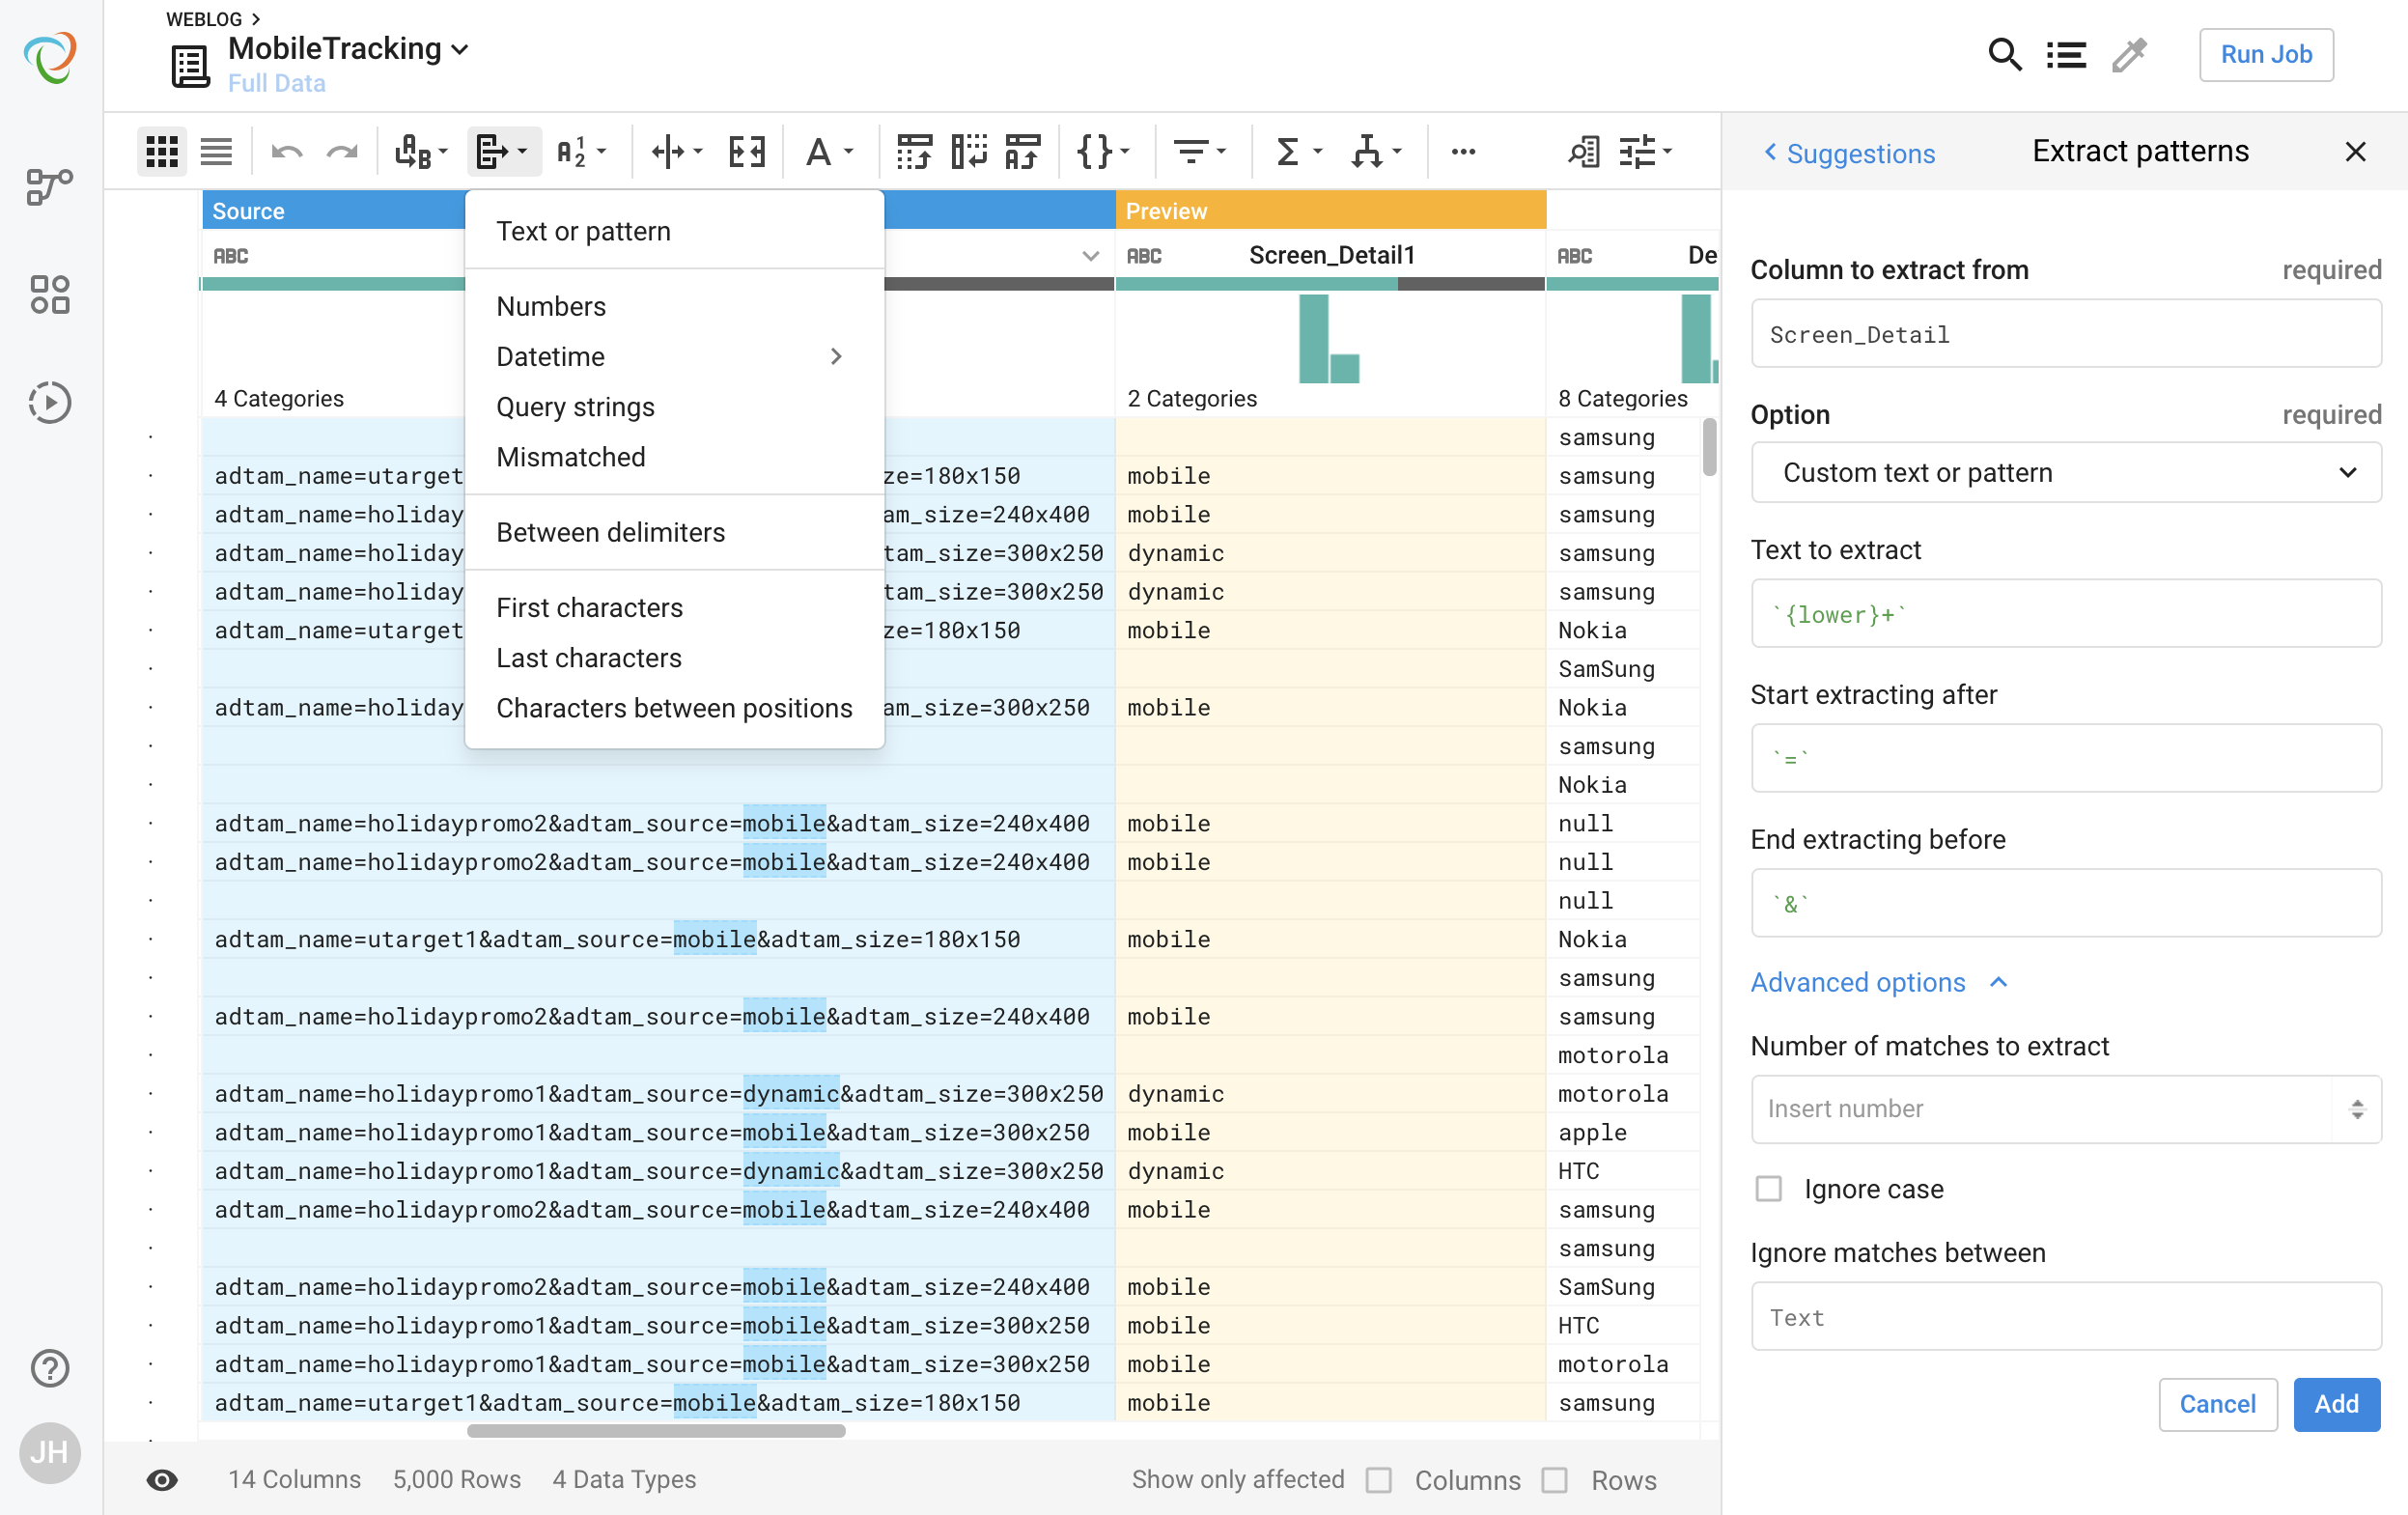 WEBLOG >
MobileTracking
Full Data
Run Job
Source
Preview
ABC
ABC Screen_Detail1
ABC De
4 Categories
2 Categories
8 Categories
samsung
adtam_name=utarget ze=180x150 mobile samsung
adtam_name=holiday am_size=240x400 mobile samsung
adtam_name=holiday tam_size=300x250 dynamic samsung
adtam_name=holiday tam_size=300x250 dynamic samsung
adtam_name=utarget ze=180x150 mobile Nokia
SamSung
adtam_name=holiday am_size=300x250 mobile Nokia
samsung
Nokia
adtam_name=holidaypromo2&adtam_source=mobile&adtam_size=240x400 mobile null
adtam_name=holidaypromo2&adtam_source=mobile&adtam_size=240x400 mobile null
null
adtam_name=utarget1&adtam_source=mobile&adtam_size=180x150 mobile Nokia
samsung
adtam_name=holidaypromo2&adtam_source=mobile&adtam_size=240x400 mobile samsung
motorola
adtam_name=holidaypromo1&adtam_source=dynamic&adtam_size=300x250 dynamic motorola
adtam_name=holidaypromo1&adtam_source=mobile&adtam_size=300x250 mobile apple
adtam_name=holidaypromo1&adtam_source=dynamic&adtam_size=300x250 dynamic HTC
adtam_name=holidaypromo2&adtam_source=mobile&adtam_size=240x400 mobile samsung
samsung
adtam_name=holidaypromo2&adtam_source=mobile&adtam_size=240x400 mobile SamSung
adtam_name=holidaypromo1&adtam_source=mobile&adtam_size=300x250 mobile HTC
adtam_name=holidaypromo1&adtam_source=mobile&adtam_size=300x250 mobile motorola
adtam_name=utarget1&adtam_source=mobile&adtam_size=180x150 mobile samsung
Text or pattern
Numbers
Datetime
Query strings
Mismatched
Between delimiters
First characters
Last characters
Characters between positions
Suggestions
Extract patterns
Column to extract from required
Screen_Detail
Option required
Custom text or pattern
Text to extract
`{lower}+`
Start extracting after
`=`
End extracting before
`&`
Advanced options
Number of matches to extract
Insert number
Ignore case
Ignore matches between
Text
Cancel
Add
JH
14 Columns 5,000 Rows 4 Data Types
Show only affected Columns Rows